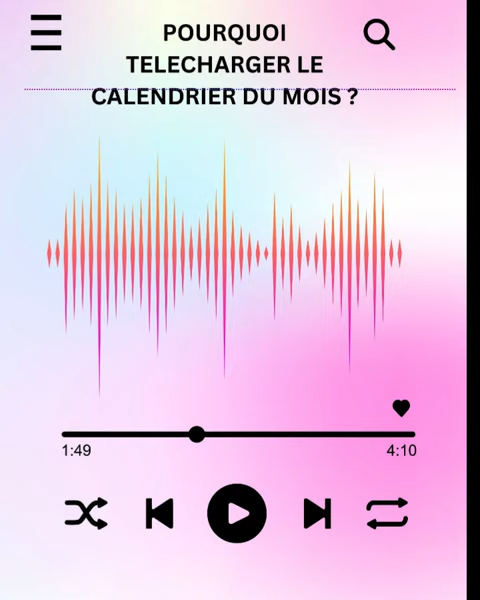 POURQUOI
TELECHARGER LE
CALENDRIER DU MOIS ?
1:49
4:10